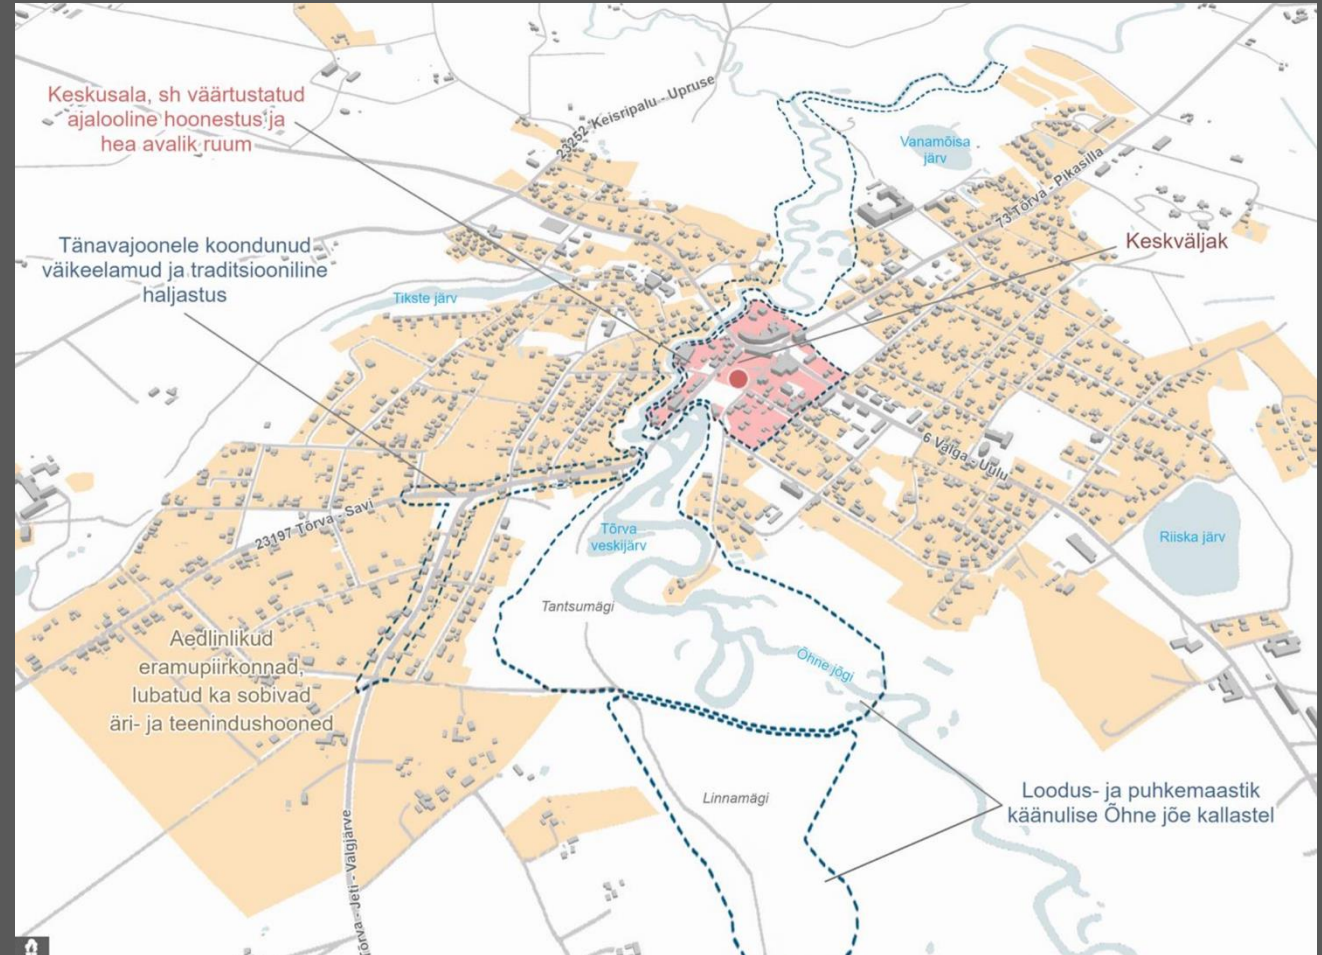 23252 Keisripalu - Upruse
Keskusala, sh väärtustatud
ajalooline hoonestus ja
hea avalik ruum
Vanamõisa
järv
73 Tõrva - Pikasilla
Keskväljak
Tänavajoonele koondunud
väikeelamud ja traditsiooniline
haljastus
Tikste järv
6 Valga - Uulu
Riiska järv
23197 Tõrva - Savi
Tõrva
veskijärv
Tantsumägi
Õhne jõgi
Aedlinlikud
eramupiirkonnad,
lubatud ka sobivad
äri- ja teenindushooned
Linnamägi
Loodus- ja puhkemaastik
käänulise Õhne jõe kallastel
Tõrva - Jeti - Valgjärve